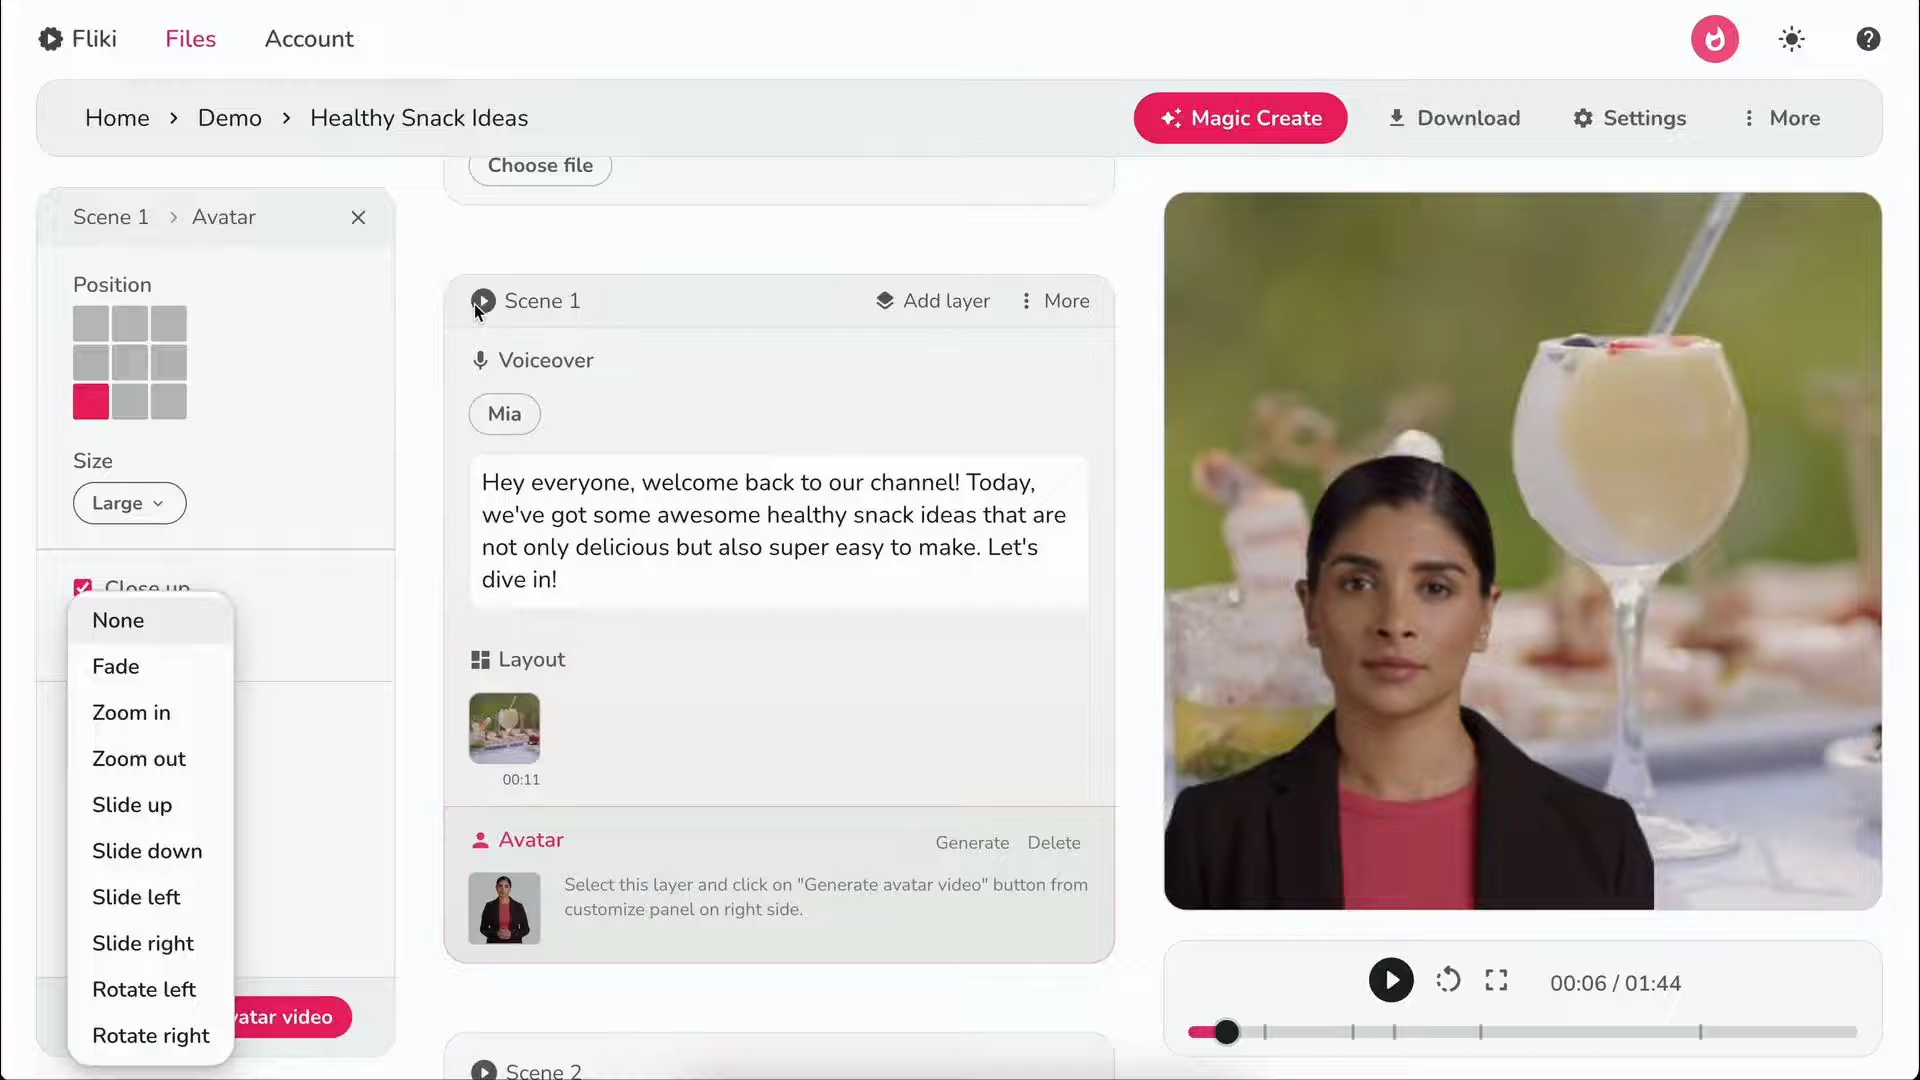 Fliki
Files
Account
Home
Demo
Healthy Snack Ideas
Magic Create
Download
Settings
More
Choose file
Scene 1
Avatar
Position
Size
Large
Close up
None
Fade
Zoom in
Zoom out
Slide up
Slide down
Slide left
Slide right
Rotate left
Rotate right
vatar video
Scene 1
Add layer
More
Voiceover
Mia
Hey everyone, welcome back to our channel! Today,
we've got some awesome healthy snack ideas that are
not only delicious but also super easy to make. Let's
dive in!
Layout
00:11
Avatar
Generate
Delete
Select this layer and click on "Generate avatar video" button from
customize panel on right side.
Scene 2
00:06 / 01:44